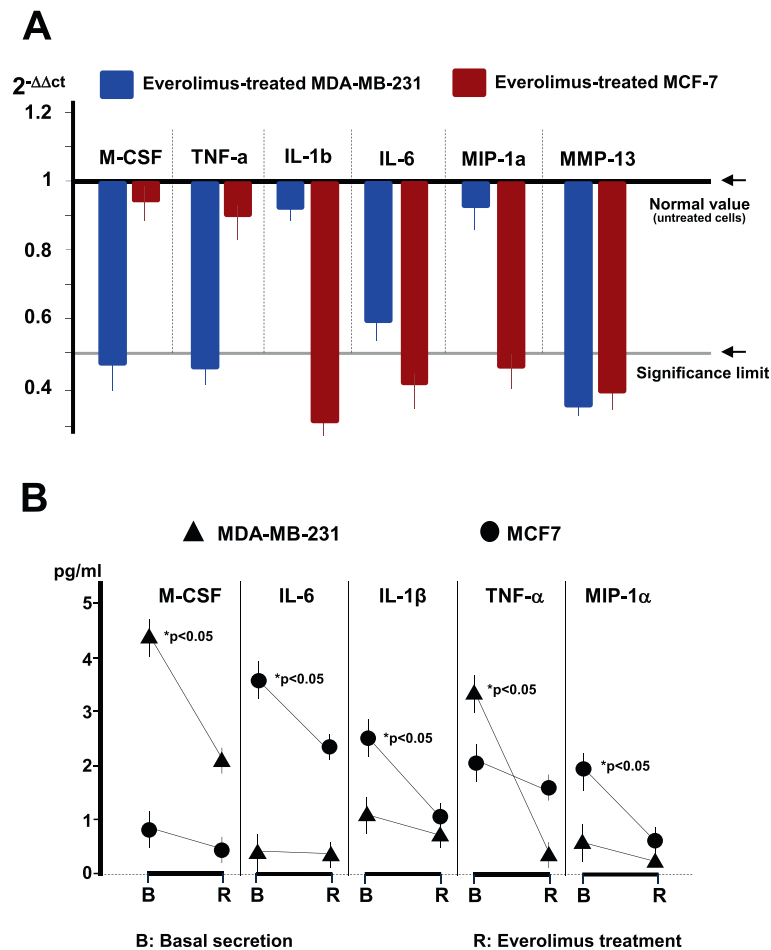 A
2-ΔΔct
Everolimus-treated MDA-MB-231
Everolimus-treated MCF-7
1.2
M-CSF TNF-a IL-1b IL-6 MIP-1a MMP-13
1
Normal value
(untreated cells)
0.8
0.6
Significance limit
0.4
B
MDA-MB-231 MCF7
pg/ml
M-CSF IL-6 IL-1β TNF-α MIP-1α
5
*p<0.05
4
*p<0.05
*p<0.05
3
*p<0.05
*p<0.05
2
1
0
B R B R B R B R B R
B: Basal secretion R: Everolimus treatment